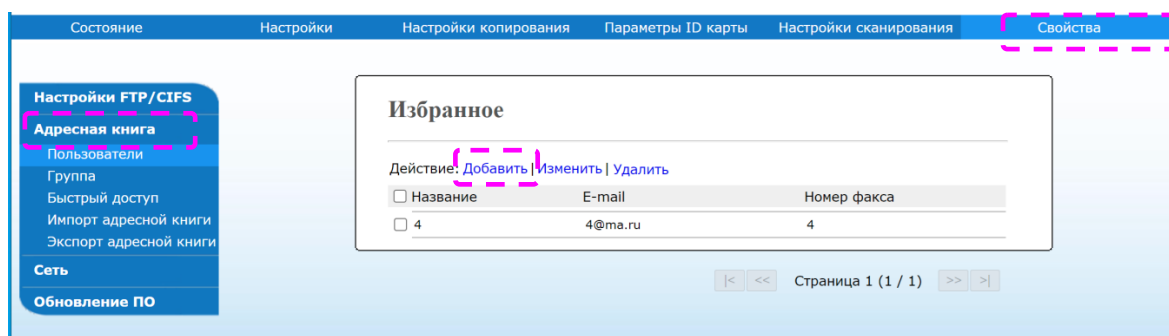 Состояние Настройки Настройки копирования Параметры ID карты Настройки сканирования Свойства
Настройки FTP/CIFS
Адресная книга
Пользователи
Группа
Быстрый доступ
Импорт адресной книги
Экспорт адресной книги
Сеть
Обновление ПО
Избранное
Действие: Добавить | Изменить | Удалить
Название E-mail Номер факса
4 4@ma.ru 4
|< << Страница 1 (1 / 1) >> >|